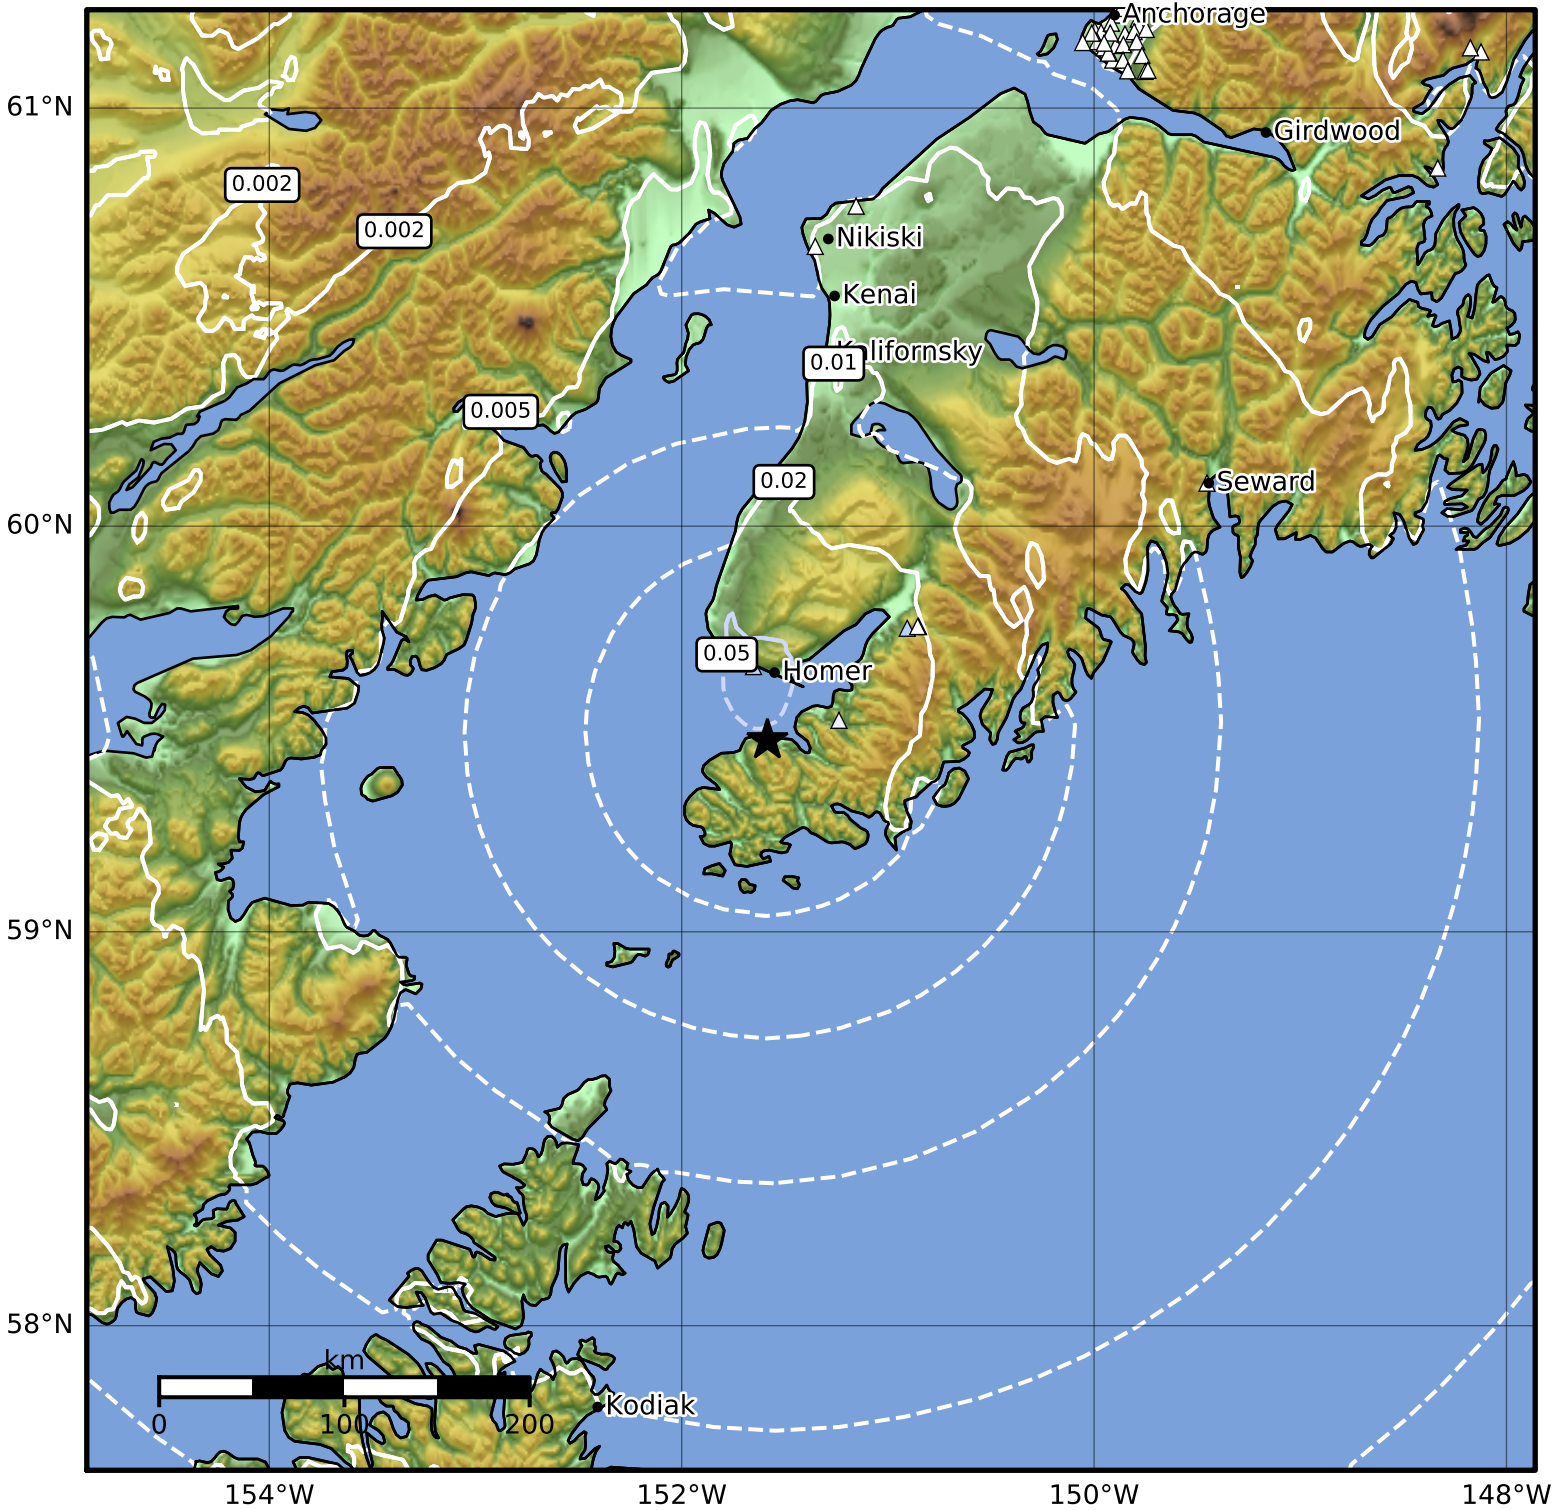 Anchorage
61°N
Girdwood
0.002
0.002
Nikiski
Kenai
Kalifornsky
0.01
0.005
0.02
Seward
60°N
0.05
Homer
59°N
58°N
km
0
100
200
Kodiak
154°W
152°W
150°W
148°W